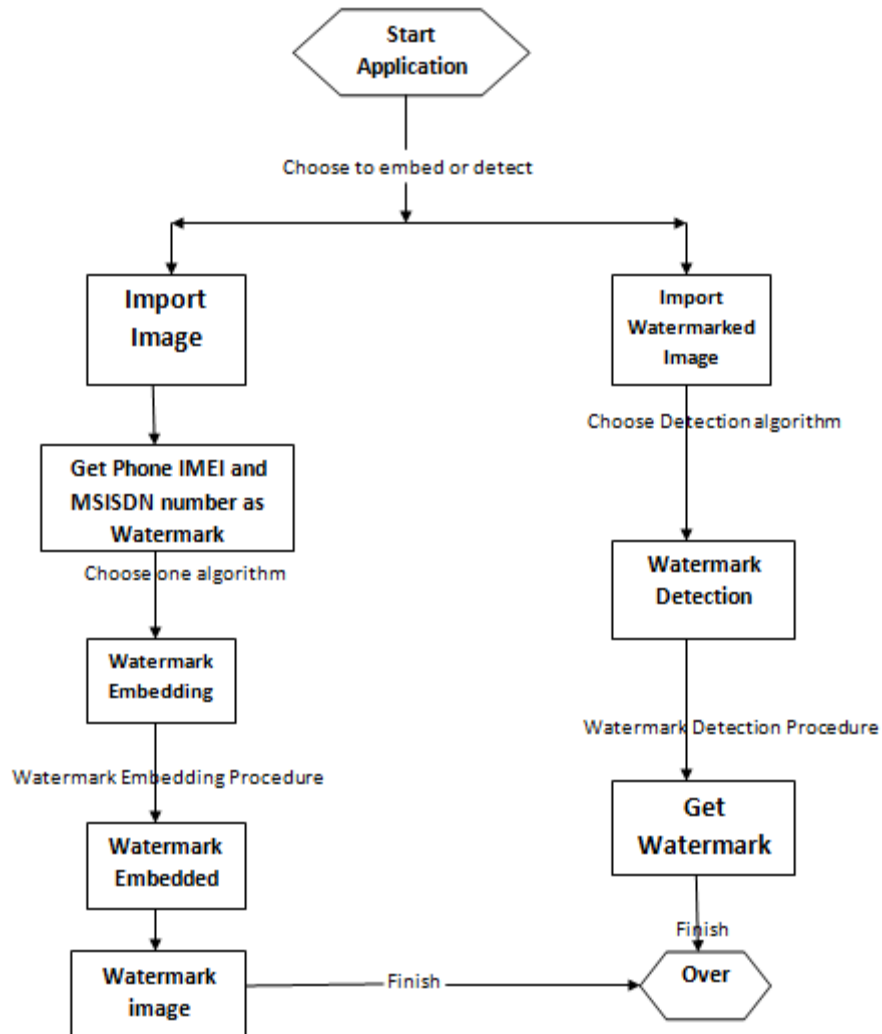 Start
Application
Choose to embed or detect
Import
Image
Get Phone IMEI and
MSISDN number as
Watermark
Choose one algorithm
Watermark
Embedding
Watermark Embedding Procedure
Watermark
Embedded
Watermark
image
Finish
Import
Watermarked
Image
Choose Detection algorithm
Watermark
Detection
Watermark Detection Procedure
Get
Watermark
Finish
Over